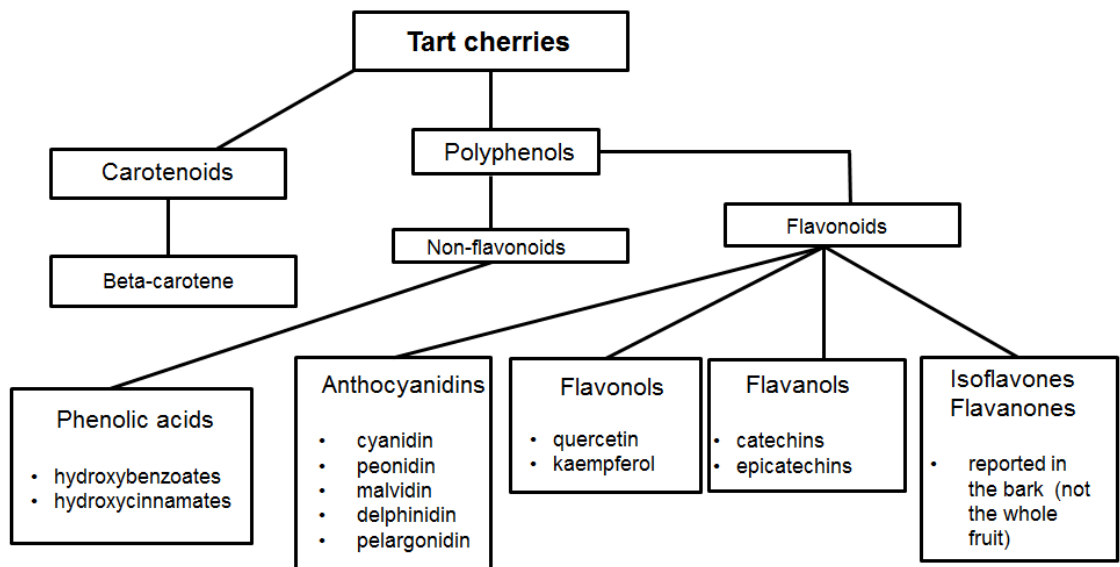 Tart cherries
Carotenoids
Polyphenols
Beta-carotene
Non-flavonoids
Flavonoids
Phenolic acids
• hydroxybenzoates
• hydroxycinnamates
Anthocyanidins
• cyanidin
• peonidin
• malvidin
• delphinidin
• pelargonidin
Flavonols
• quercetin
• kaempferol
Flavanols
• catechins
• epicatechins
Isoflavones
Flavanones
• reported in
the bark (not
the whole
fruit)